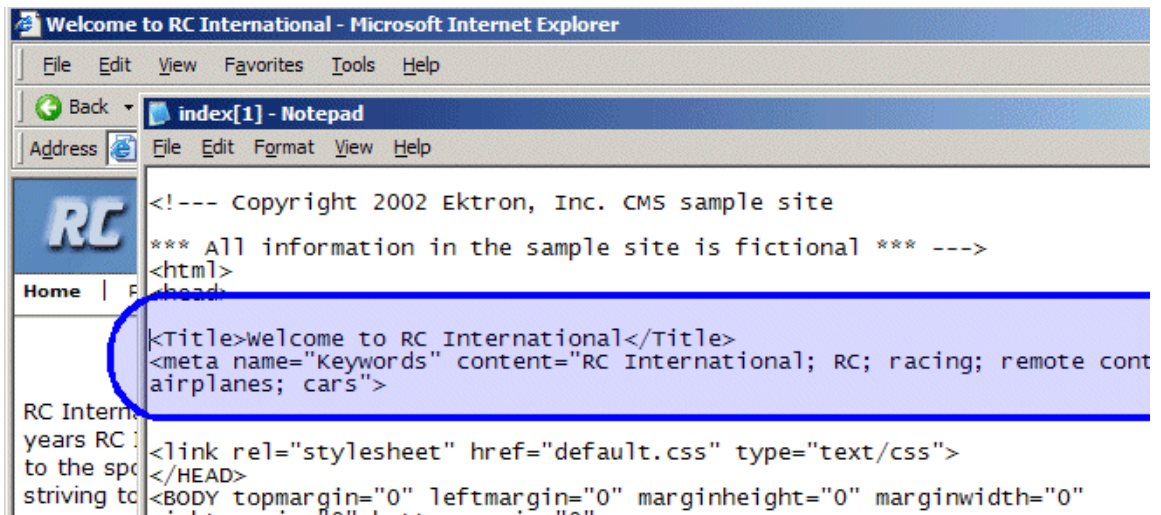 Welcome to RC International - Microsoft Internet Explorer
File Edit View Favorites Tools Help
Back
index[1] - Notepad
Address
File Edit Format View Help
RC
<!--- Copyright 2002 Ektron, Inc. CMS sample site
*** All information in the sample site is fictional *** --->
<html>
Home |
<head>
<Title>Welcome to RC International</Title>
<meta name="Keywords" content="RC International; RC; racing; remote cont
airplanes; cars">
RC Interna
years RC
to the spo
striving to
<link rel="stylesheet" href="default.css" type="text/css">
</HEAD>
<BODY topmargin="0" leftmargin="0" marginheight="0" marginwidth="0"